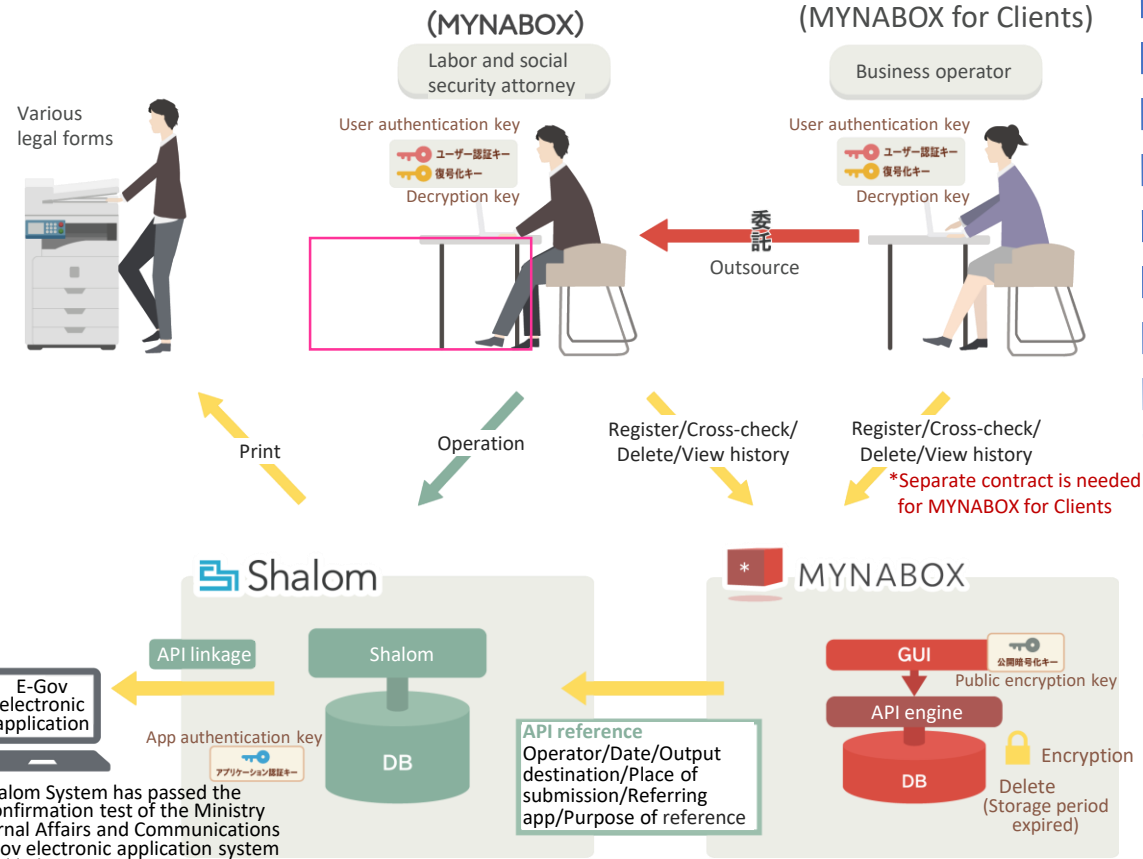 (MYNABOX)
(MYNABOX for Clients)
Labor and social
security attorney
Business operator
Various
legal forms
User authentication key
ユーザー認証キー
復号化キー
Decryption key
User authentication key
ユーザー認証キー
復号化キー
Decryption key
委託
Outsource
Print
Operation
Register/Cross-check/
Delete/View history
Register/Cross-check/
Delete/View history
*Separate contract is needed
for MYNABOX for Clients
Shalom
* MYNABOX
API linkage
Shalom
GUI
公開暗号化キー
Public encryption key
E-Gov
electronic
application
API engine
App authentication key
アプリケーション認証キー
DB
API reference
Operator/Date/Output
destination/Place of
submission/Referring
app/Purpose of reference
DB
Encryption
Delete
(Storage period
expired)
alom System has passed the
onfirmation test of the Ministry
rnal Affairs and Communications
ov electronic application system